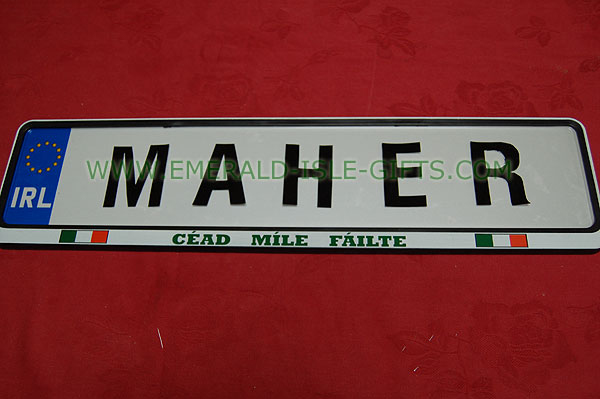 MAHER
WWW.EMERALD-ISLE-GIFTS.COM
IRL
CÉAD MÍLE FÁILTE